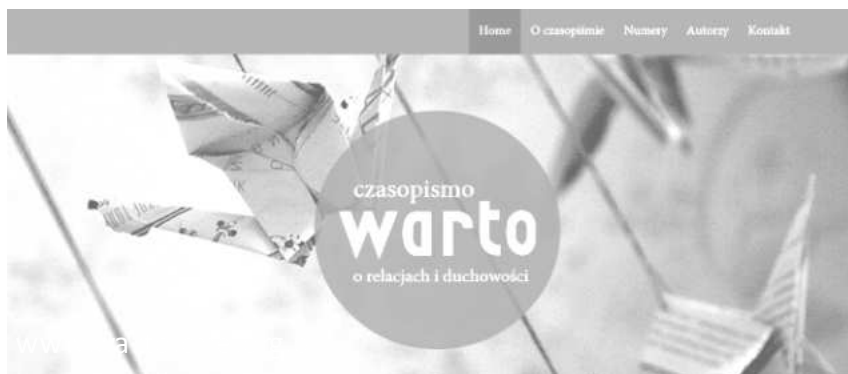 Home O czasopiśmie Numery Autorzy Kontakt
czasopismo
warto
o relacjach i duchowości